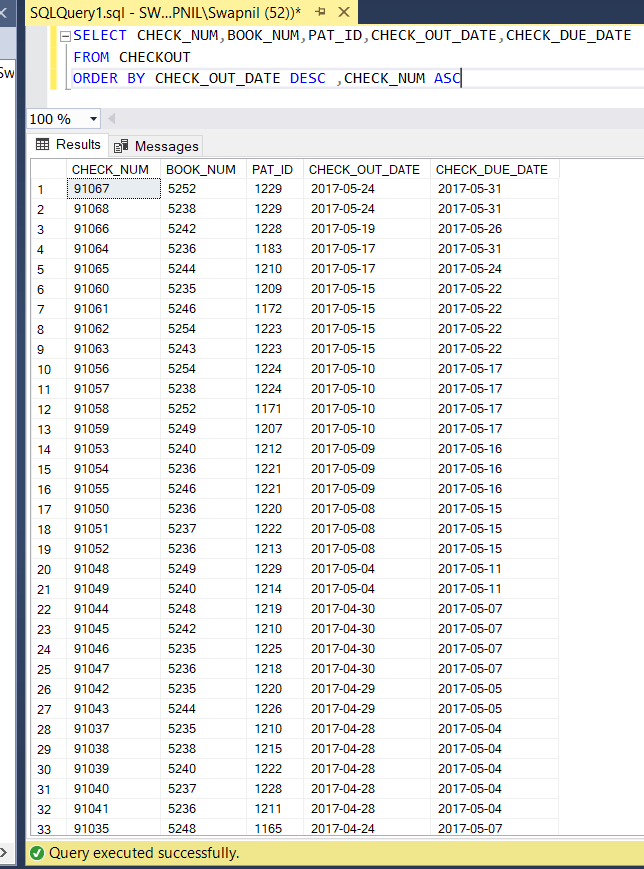 SQLQuery1.sql - SW...PNIL\Swapnil (52))*
Sw
SELECT CHECK_NUM,BOOK_NUM,PAT_ID,CHECK_OUT_DATE,CHECK_DUE_DATE
FROM CHECKOUT
ORDER BY CHECK_OUT_DATE DESC ,CHECK_NUM ASC
100 %
Results Messages
CHECK_NUM BOOK_NUM PAT_ID CHECK_OUT_DATE CHECK_DUE_DATE
1 91067 5252 1229 2017-05-24 2017-05-31
2 91068 5238 1229 2017-05-24 2017-05-31
3 91066 5242 1228 2017-05-19 2017-05-26
4 91064 5236 1183 2017-05-17 2017-05-31
5 91065 5244 1210 2017-05-17 2017-05-24
6 91060 5235 1209 2017-05-15 2017-05-22
7 91061 5246 1172 2017-05-15 2017-05-22
8 91062 5254 1223 2017-05-15 2017-05-22
9 91063 5243 1223 2017-05-15 2017-05-22
10 91056 5254 1224 2017-05-10 2017-05-17
11 91057 5238 1224 2017-05-10 2017-05-17
12 91058 5252 1171 2017-05-10 2017-05-17
13 91059 5249 1207 2017-05-10 2017-05-17
14 91053 5240 1212 2017-05-09 2017-05-16
15 91054 5236 1221 2017-05-09 2017-05-16
16 91055 5246 1221 2017-05-09 2017-05-16
17 91050 5236 1220 2017-05-08 2017-05-15
18 91051 5237 1222 2017-05-08 2017-05-15
19 91052 5236 1213 2017-05-08 2017-05-15
20 91048 5249 1229 2017-05-04 2017-05-11
21 91049 5240 1214 2017-05-04 2017-05-11
22 91044 5248 1219 2017-04-30 2017-05-07
23 91045 5242 1210 2017-04-30 2017-05-07
24 91046 5235 1225 2017-04-30 2017-05-07
25 91047 5236 1218 2017-04-30 2017-05-07
26 91042 5235 1220 2017-04-29 2017-05-05
27 91043 5244 1226 2017-04-29 2017-05-05
28 91037 5235 1210 2017-04-28 2017-05-04
29 91038 5238 1215 2017-04-28 2017-05-04
30 91039 5240 1222 2017-04-28 2017-05-04
31 91040 5237 1228 2017-04-28 2017-05-04
32 91041 5236 1211 2017-04-28 2017-05-04
33 91035 5248 1165 2017-04-24 2017-05-07
Query executed successfully.